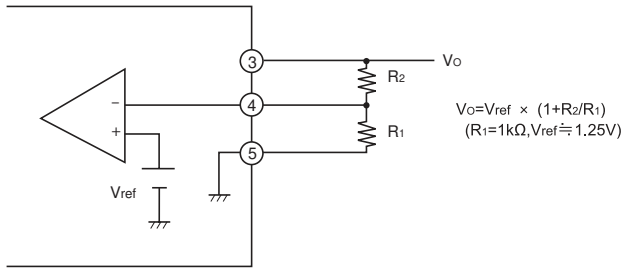 3
VO
R2
−
4
VO=Vref × (1+R2/R1)
+
R1
(R1=1kΩ,Vref≒1.25V)
5
Vref